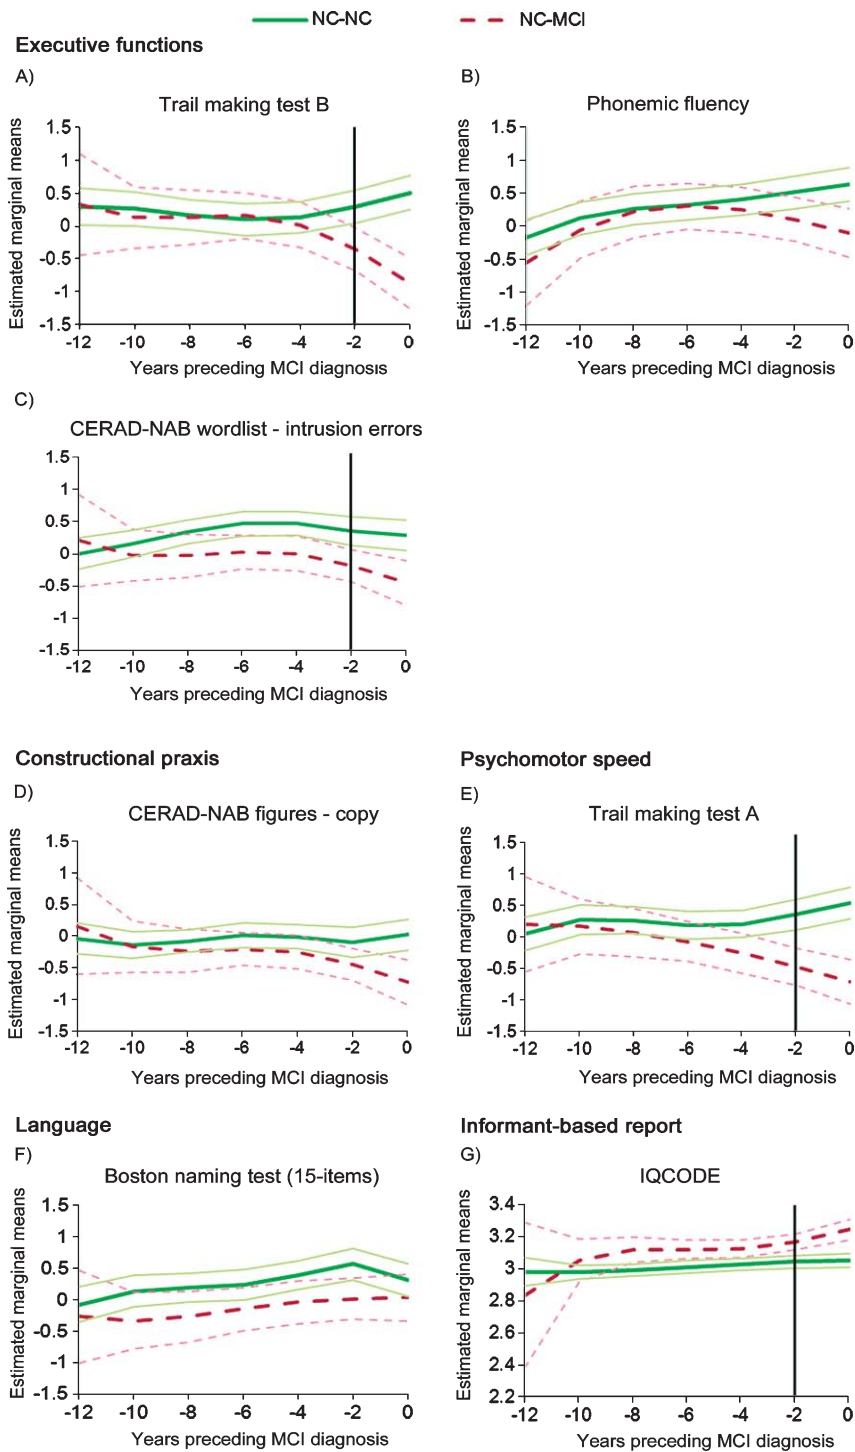 NC-NC NC-MCI
Executive functions
A)
Trail making test B
Estimated marginal means
1.5
1
0.5
0
-0.5
-1
-1.5
-12 -10 -8 -6 -4 -2 0
Years preceding MCI diagnosis
B)
Phonemic fluency
Estimated marginal means
1.5
1
0.5
0
-0.5
-1
-1.5
-12 -10 -8 -6 -4 -2 0
Years preceding MCI diagnosis
C)
CERAD-NAB wordlist - intrusion errors
Estimated marginal means
1.5
1
0.5
0
-0.5
-1
-1.5
-12 -10 -8 -6 -4 -2 0
Years preceding MCI diagnosis
Constructional praxis
D)
CERAD-NAB figures - copy
Estimated marginal means
1.5
1
0.5
0
-0.5
-1
-1.5
-12 -10 -8 -6 -4 -2 0
Years preceding MCI diagnosis
Psychomotor speed
E)
Trail making test A
Estimated marginal means
1.5
1
0.5
0
-0.5
-1
-1.5
-12 -10 -8 -6 -4 -2 0
Years preceding MCI diagnosis
Language
F)
Boston naming test (15-items)
Estimated marginal means
1.5
1
0.5
0
-0.5
-1
-1.5
-12 -10 -8 -6 -4 -2 0
Years preceding MCI diagnosis
Informant-based report
G)
IQCODE
Estimated marginal means
3.4
3.2
3
2.8
2.6
2.4
2.2
-12 -10 -8 -6 -4 -2 0
Years preceding MCI diagnosis